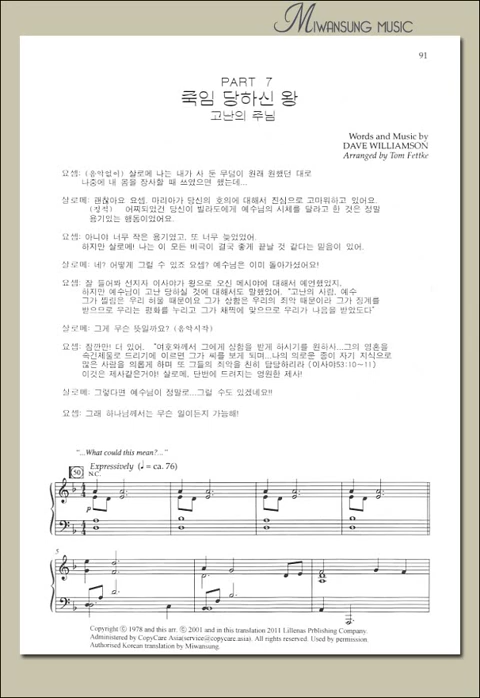 MIWANSUNG MUSIC
91
PART 7
죽임 당하신 왕
고난의 주님
Words and Music by
DAVE WILLIAMSON
Arranged by Tom Fettke
요셉: (음악없이) 살로메 나는 내가 사 둔 무덤이 원래 원했던 대로
나중에 내 몸을 장사할 때 쓰였으면 했는데...
살로메: 괜찮아요 요셉. 마리아가 당신의 호의에 대해서 진심으로 고마워하고 있어요.
(정적) 어찌되었건 당신이 빌라도에게 예수님의 시체를 달라고 한 것은 정말
용기있는 행동이었어요.
요셉: 아니야 너무 작은 용기였고, 또 너무 늦었었어.
하지만 살로메! 나는 이 모든 비극이 결국 좋게 끝날 것 같다는 믿음이 있어.
살로메: 네? 어떻게 그럴 수 있죠 요셉? 예수님은 이미 돌아가셨어요!
요셉: 잘 들어봐 선지자 이사야가 왕으로 오신 메시야에 대해서 예언했었지,
하지만 예수님이 고난 당하실 것에 대해서도 말했었어. "고난의 사람, 예수
그가 찔림은 우리 허물 때문이요 그가 상함은 우리의 죄악 때문이라 그가 징계를
받으므로 우리는 평화를 누리고 그가 채찍에 맞으므로 우리가 나음을 받았도다"
살로메: 그게 무슨 뜻일까요? (음악시작)
요셉: 잠깐만! 다 있어. "여호와께서 그에게 상함을 받게 하시기를 원하사...그의 영혼을
속건제물로 드리기에 이르면 그가 씨를 보게 되며...나의 의로운 종이 자기 지식으로
많은 사람을 의롭게 하며 또 그들의 죄악을 친히 담당하리라 (이사야53:10~11)
이것은 제사같은거야! 살로메, 단번에 드려지는 영원한 제사!
살로메: 그렇다면 예수님이 정말로...그럴 수도 있겠네요!!
요셉: 그래 하나님께서는 무슨 일이든지 가능해!
"...What could this mean?..."
50
Expressively (♩ = ca. 76)
N.C.
p
5
Copyright ⓒ 1978 and this arr. ⓒ 2001 and in this translation 2011 Lillenas Prblishing Company.
Administered by CopyCare Asia(service@copycare.asia). All rights reserved. Used by permission.
Authorised Korean translation by Miwansung.